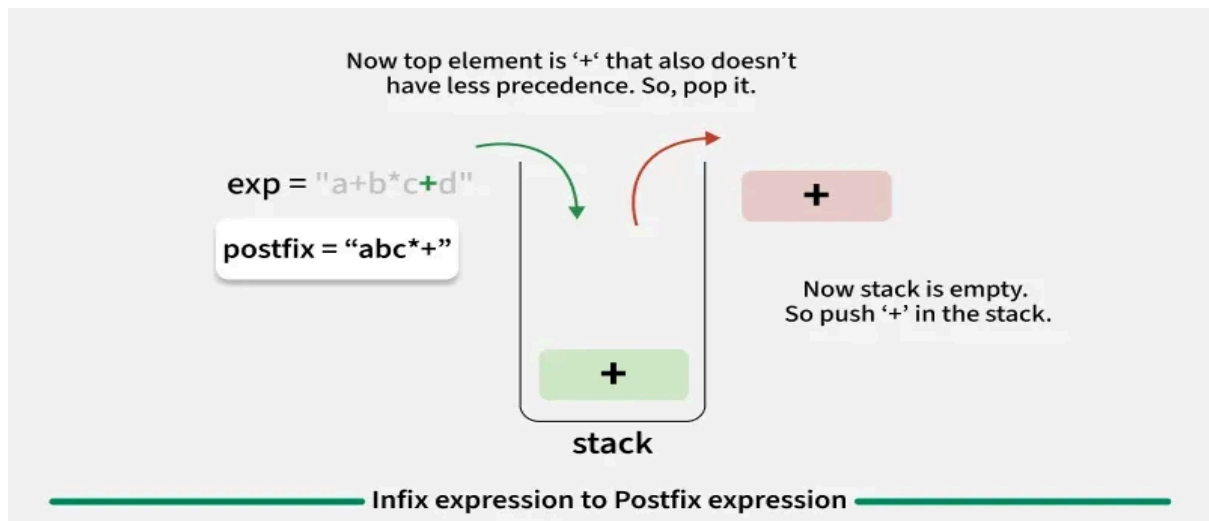 Now top element is ‘+‘ that also doesn’t
have less precedence. So, pop it.
exp = "a+b*c+d"
+
postfix = “abc*+”
Now stack is empty.
So push ‘+’ in the stack.
+
stack
Infix expression to Postfix expression